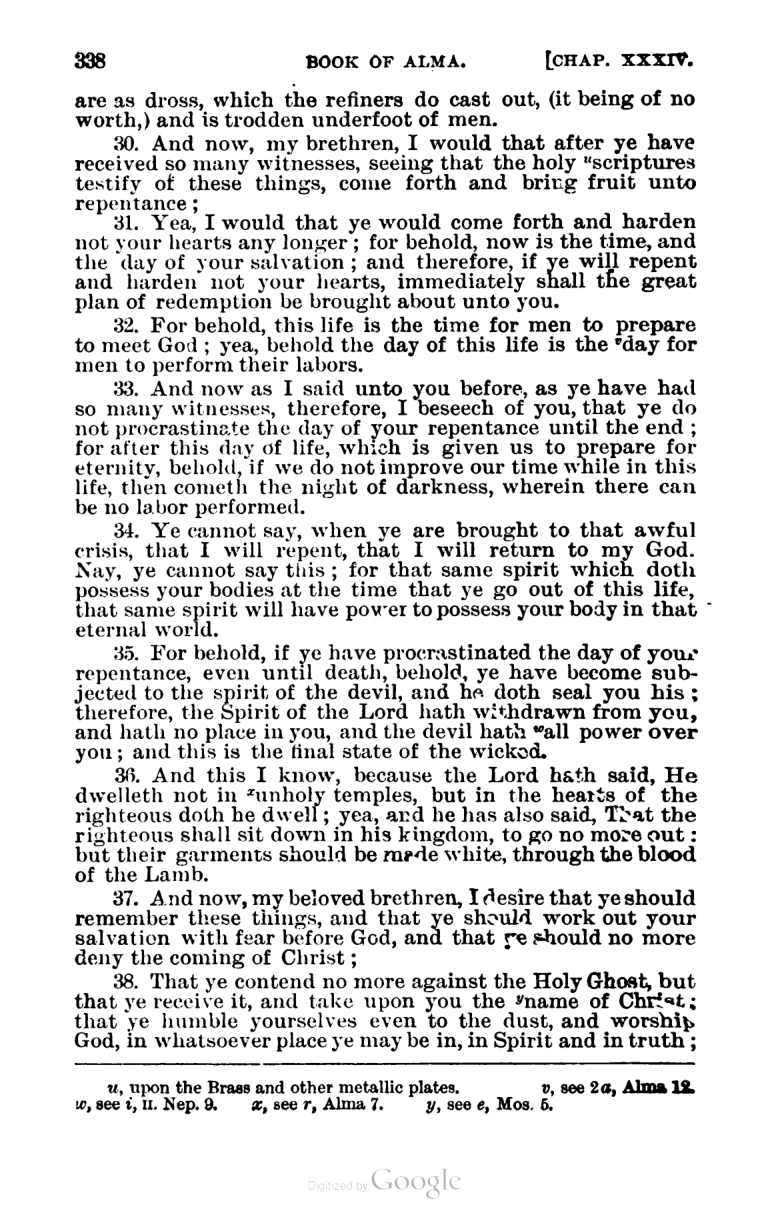 338 BOOK OF ALMA. [CHAP. XXXIV.
are as dross, which the refiners do cast out, (it being of no
worth,) and is trodden underfoot of men.
30. And now, my brethren, I would that after ye have
received so many witnesses, seeing that the holy ᵘscriptures
testify of these things, come forth and bring fruit unto
repentance;
31. Yea, I would that ye would come forth and harden
not your hearts any longer; for behold, now is the time, and
the day of your salvation; and therefore, if ye will repent
and harden not your hearts, immediately shall the great
plan of redemption be brought about unto you.
32. For behold, this life is the time for men to prepare
to meet God; yea, behold the day of this life is the ᵛday for
men to perform their labors.
33. And now as I said unto you before, as ye have had
so many witnesses, therefore, I beseech of you, that ye do
not procrastinate the day of your repentance until the end;
for after this day of life, which is given us to prepare for
eternity, behold, if we do not improve our time while in this
life, then cometh the night of darkness, wherein there can
be no labor performed.
34. Ye cannot say, when ye are brought to that awful
crisis, that I will repent, that I will return to my God.
Nay, ye cannot say this; for that same spirit which doth
possess your bodies at the time that ye go out of this life,
that same spirit will have power to possess your body in that
eternal world.
35. For behold, if ye have procrastinated the day of your
repentance, even until death, behold, ye have become sub-
jected to the spirit of the devil, and he doth seal you his;
therefore, the Spirit of the Lord hath withdrawn from you,
and hath no place in you, and the devil hath ʷall power over
you; and this is the final state of the wicked.
36. And this I know, because the Lord hath said, He
dwelleth not in ˣunholy temples, but in the hearts of the
righteous doth he dwell; yea, and he has also said, That the
righteous shall sit down in his kingdom, to go no more out:
but their garments should be made white, through the blood
of the Lamb.
37. And now, my beloved brethren, I desire that ye should
remember these things, and that ye should work out your
salvation with fear before God, and that ye should no more
deny the coming of Christ;
38. That ye contend no more against the Holy Ghost, but
that ye receive it, and take upon you the ʸname of Christ;
that ye humble yourselves even to the dust, and worship
God, in whatsoever place ye may be in, in Spirit and in truth;
u, upon the Brass and other metallic plates. v, see 2a, Alma 12.
w, see i, II. Nep. 9. x, see r, Alma 7. y, see e, Mos. 5.
Digitized by Google